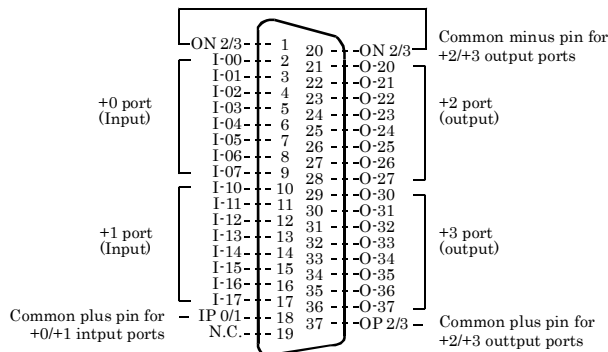 ON 2/3 1 20 ON 2/3
I-00 2 21 O-20
I-01 3 22 O-21
I-02 4 23 O-22
I-03 5 24 O-23
I-04 6 25 O-24
I-05 7 26 O-25
I-06 8 27 O-26
I-07 9 28 O-27
I-10 10 29 O-30
I-11 11 30 O-31
I-12 12 31 O-32
I-13 13 32 O-33
I-14 14 33 O-34
I-15 15 34 O-35
I-16 16 35 O-36
I-17 17 36 O-37
IP 0/1 18 37 OP 2/3
N.C. 19
+0 port
(Input)
+1 port
(Input)
Common plus pin for
+0/+1 intput ports
Common minus pin for
+2/+3 output ports
+2 port
(output)
+3 port
(output)
Common plus pin for
+2/+3 outtput ports